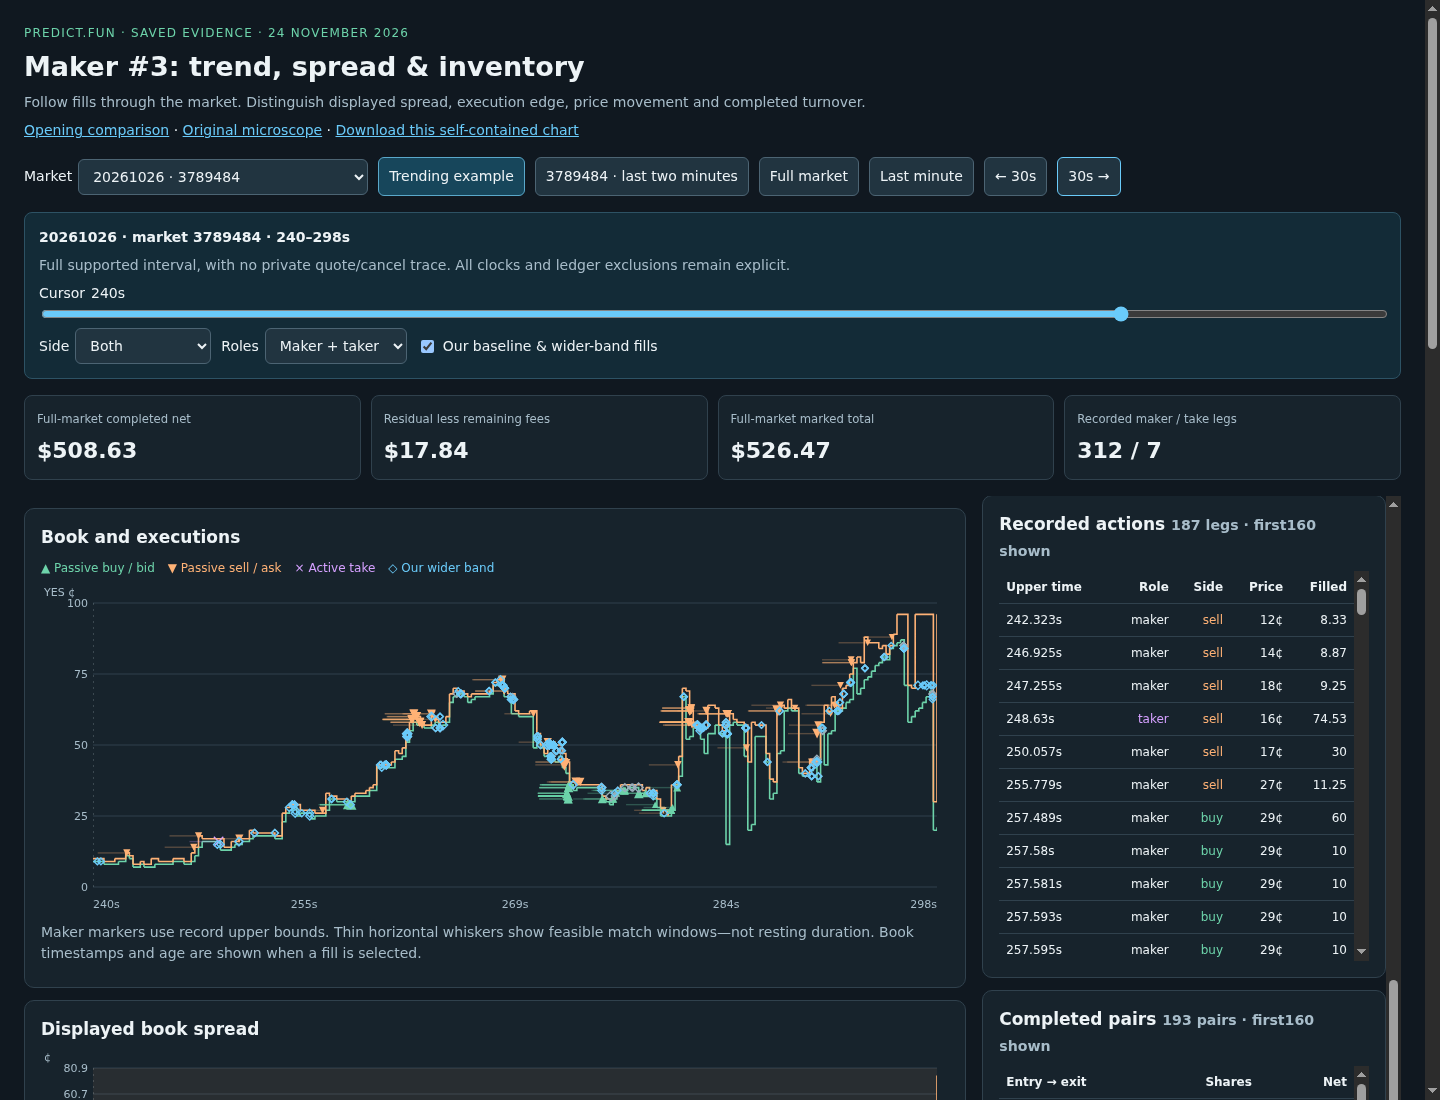 PREDICT.FUN · SAVED EVIDENCE · 24 NOVEMBER 2026
Maker #3: trend, spread & inventory
Follow fills through the market. Distinguish displayed spread, execution edge, price movement and completed turnover.
Opening comparison · Original microscope · Download this self-contained chart
Market 20261026 · 3789484 Trending example 3789484 · last two minutes Full market Last minute ← 30s 30s →
20261026 · market 3789484 · 240–298s
Full supported interval, with no private quote/cancel trace. All clocks and ledger exclusions remain explicit.
Cursor 240s
Side Both Roles Maker + taker Our baseline & wider-band fills
Full-market completed net
$508.63
Residual less remaining fees
$17.84
Full-market marked total
$526.47
Recorded maker / take legs
312 / 7
Book and executions
▲ Passive buy / bid ▼ Passive sell / ask × Active take ◇ Our wider band
YES ¢
100
75
50
25
0
240s 255s 269s 284s 298s
Maker markers use record upper bounds. Thin horizontal whiskers show feasible match windows—not resting duration. Book
timestamps and age are shown when a fill is selected.
Displayed book spread
¢
80.9
60.7
Recorded actions 187 legs · first160
shown
Upper time Role Side Price Filled
242.323s maker sell 12¢ 8.33
246.925s maker sell 14¢ 8.87
247.255s maker sell 18¢ 9.25
248.63s taker sell 16¢ 74.53
250.057s maker sell 17¢ 30
255.779s maker sell 27¢ 11.25
257.489s maker buy 29¢ 60
257.58s maker buy 29¢ 10
257.581s maker buy 29¢ 10
257.593s maker buy 29¢ 10
257.595s maker buy 29¢ 10
Completed pairs 193 pairs · first160
shown
Entry → exit Shares Net